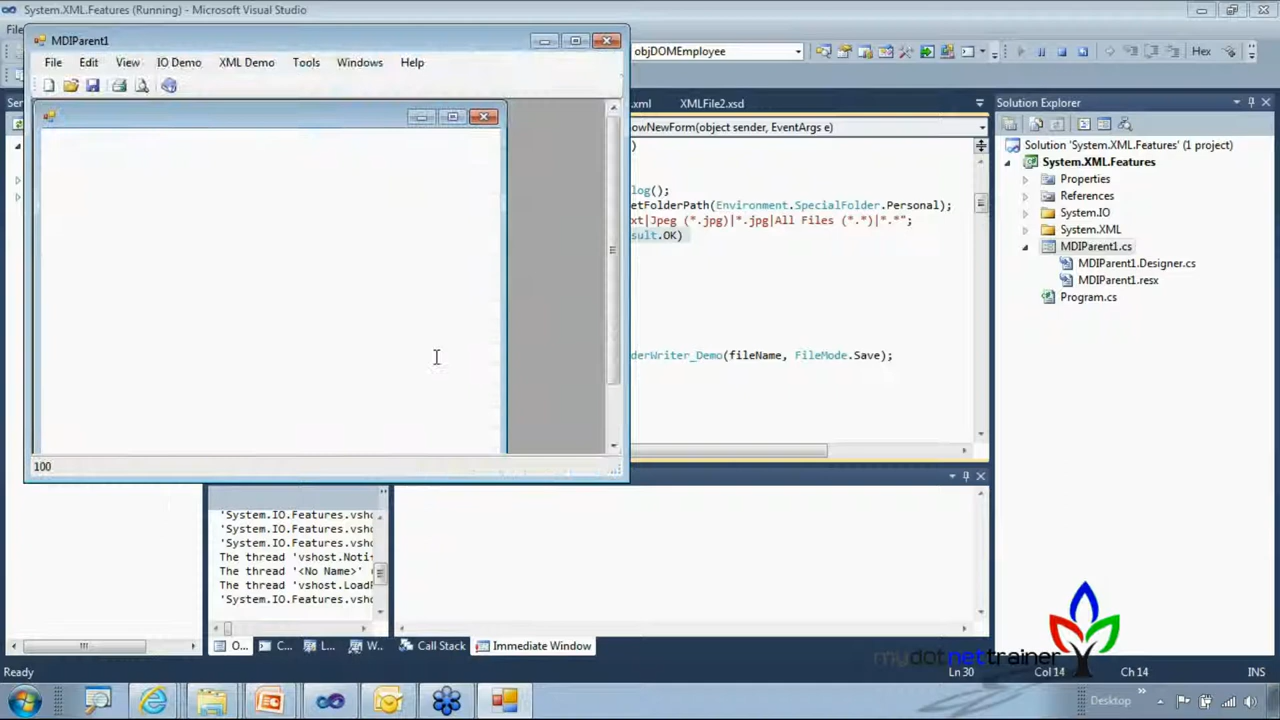 System.XML.Features (Running) - Microsoft Visual Studio
MDIParent1
File Edit View IO Demo XML Demo Tools Windows Help
100
objDOMEmployee
Hex
.xml XMLFile2.xsd
owNewForm(object sender, EventArgs e)
)
log();
etFolderPath(Environment.SpecialFolder.Personal);
xt|Jpeg (*.jpg)|*.jpg|All Files (*.*)|*.*";
sult.OK)
derWriter_Demo(fileName, FileMode.Save);
Solution Explorer
Solution 'System.XML.Features' (1 project)
System.XML.Features
Properties
References
System.IO
System.XML
MDIParent1.cs
MDIParent1.Designer.cs
MDIParent1.resx
Program.cs
'System.IO.Features.vsho
'System.IO.Features.vsho
'System.IO.Features.vsho
The thread 'vshost.Noti
The thread '<No Name>'
The thread 'vshost.LoadF
'System.IO.Features.vsho
O... C... L... W... Call Stack Immediate Window
mydotnettrainer
Ready Ln 30 Col 14 Ch 14 INS
Desktop